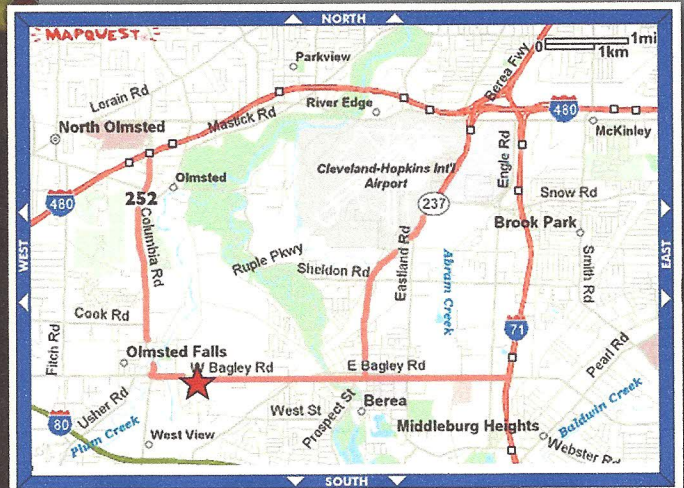 NORTH
MAPQUEST
0 1mi
1km
Parkview
Berea Fwy
Lorain Rd
River Edge
480
North Olmsted
Mastick Rd
McKinley
Cleveland-Hopkins Int'l
Airport
Engle Rd
Olmsted
Snow Rd
252
237
480
Columbia Rd
Brook Park
WEST
EAST
Ruple Pkwy
Sheldon Rd
Eastland Rd
Abram Creek
Smith Rd
Cook Rd
71
Fitch Rd
Olmsted Falls
W Bagley Rd
E Bagley Rd
Pearl Rd
Usher Rd
West St
Prospect St
Berea
Baldwin Creek
80
Plum Creek
West View
Middleburg Heights
Webster Rd
SOUTH